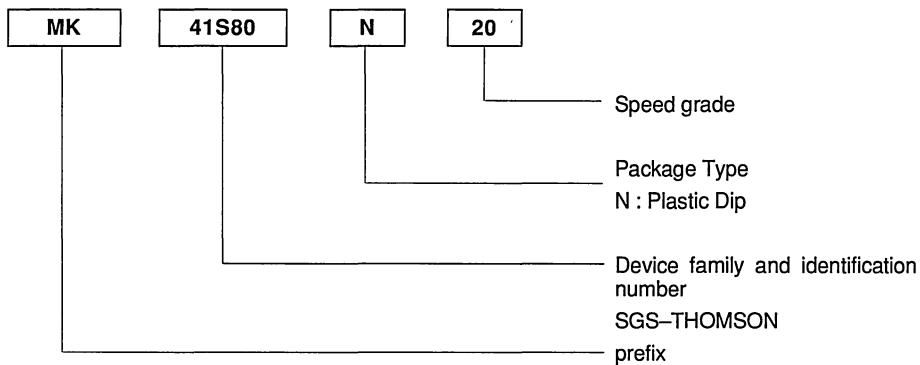 MK 41S80 N 20
Speed grade
Package Type
N : Plastic Dip
Device family and identification
number
SGS–THOMSON
prefix